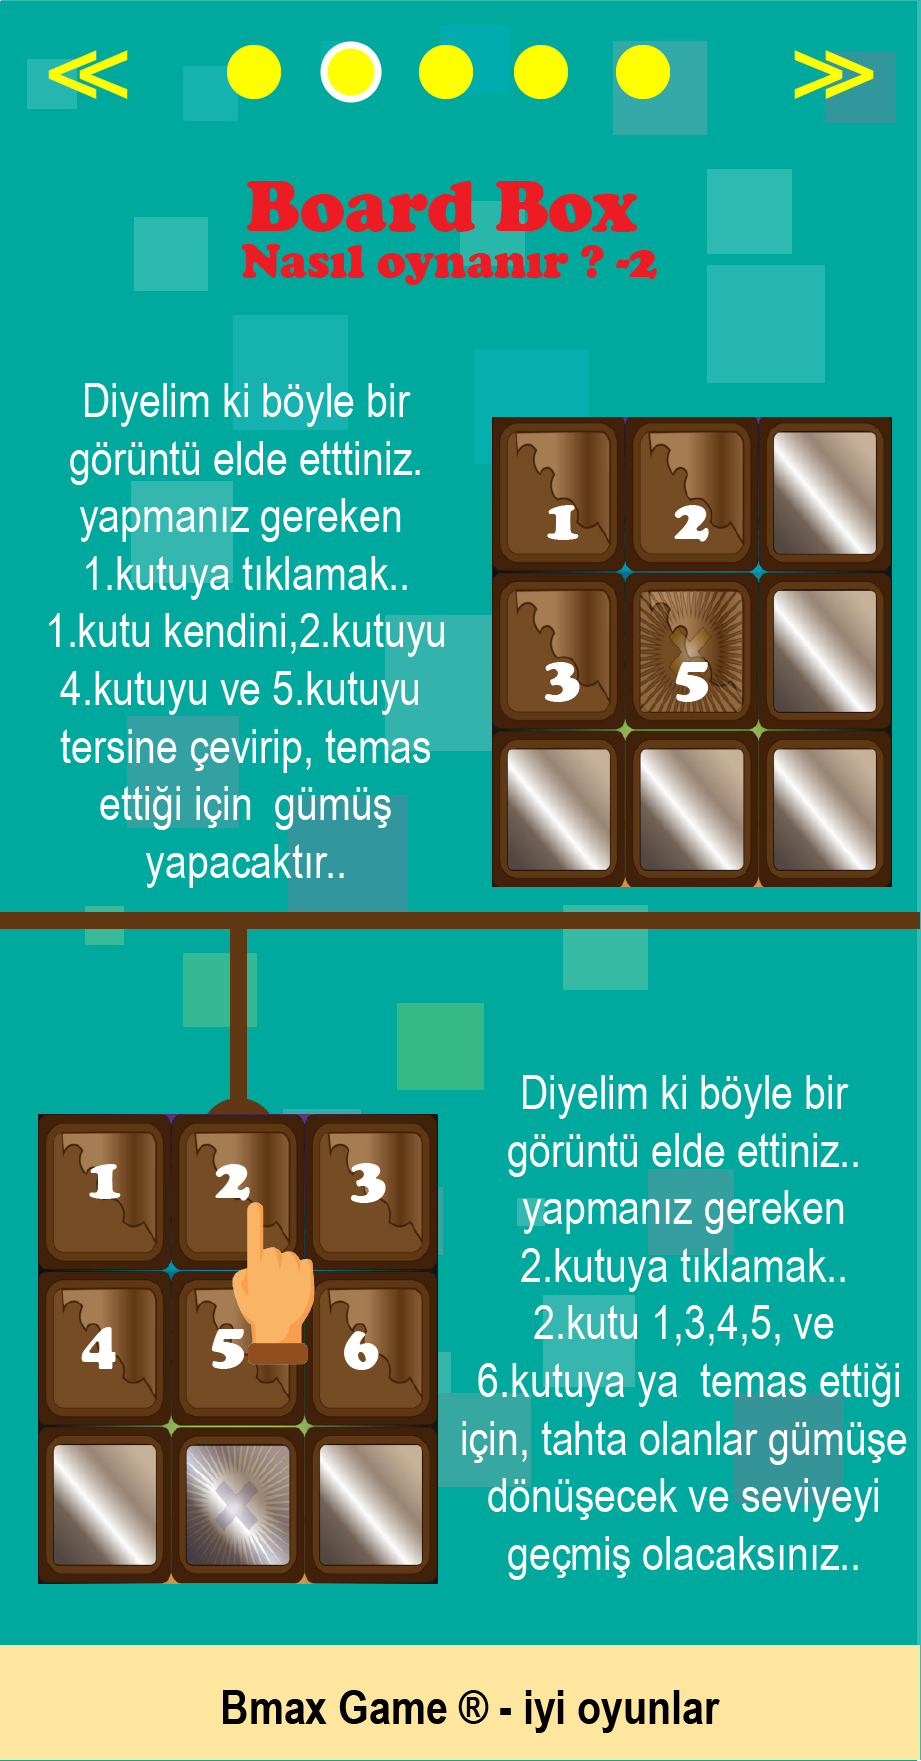 Board Box
Nasıl oynanır ? -2
Diyelim ki böyle bir
görüntü elde etttiniz.
yapmanız gereken
1.kutuya tıklamak..
1.kutu kendini,2.kutuyu
4.kutuyu ve 5.kutuyu
tersine çevirip, temas
ettiği için gümüş
yapacaktır..
1 2
3 5
1 2 3
4 5 6
Diyelim ki böyle bir
görüntü elde ettiniz..
yapmanız gereken
2.kutuya tıklamak..
2.kutu 1,3,4,5, ve
6.kutuya ya temas ettiği
için, tahta olanlar gümüşe
dönüşecek ve seviyeyi
geçmiş olacaksınız..
Bmax Game ® - iyi oyunlar